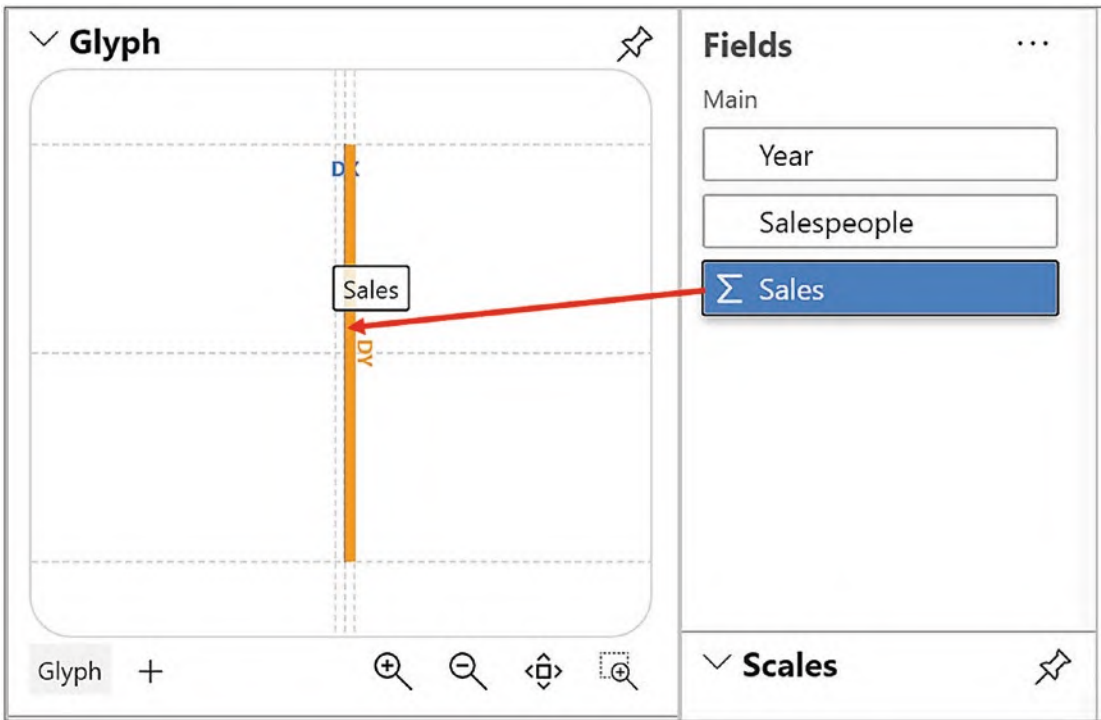 Glyph
DX
Sales
DY
Glyph
Fields
Main
Year
Salespeople
Σ Sales
Scales